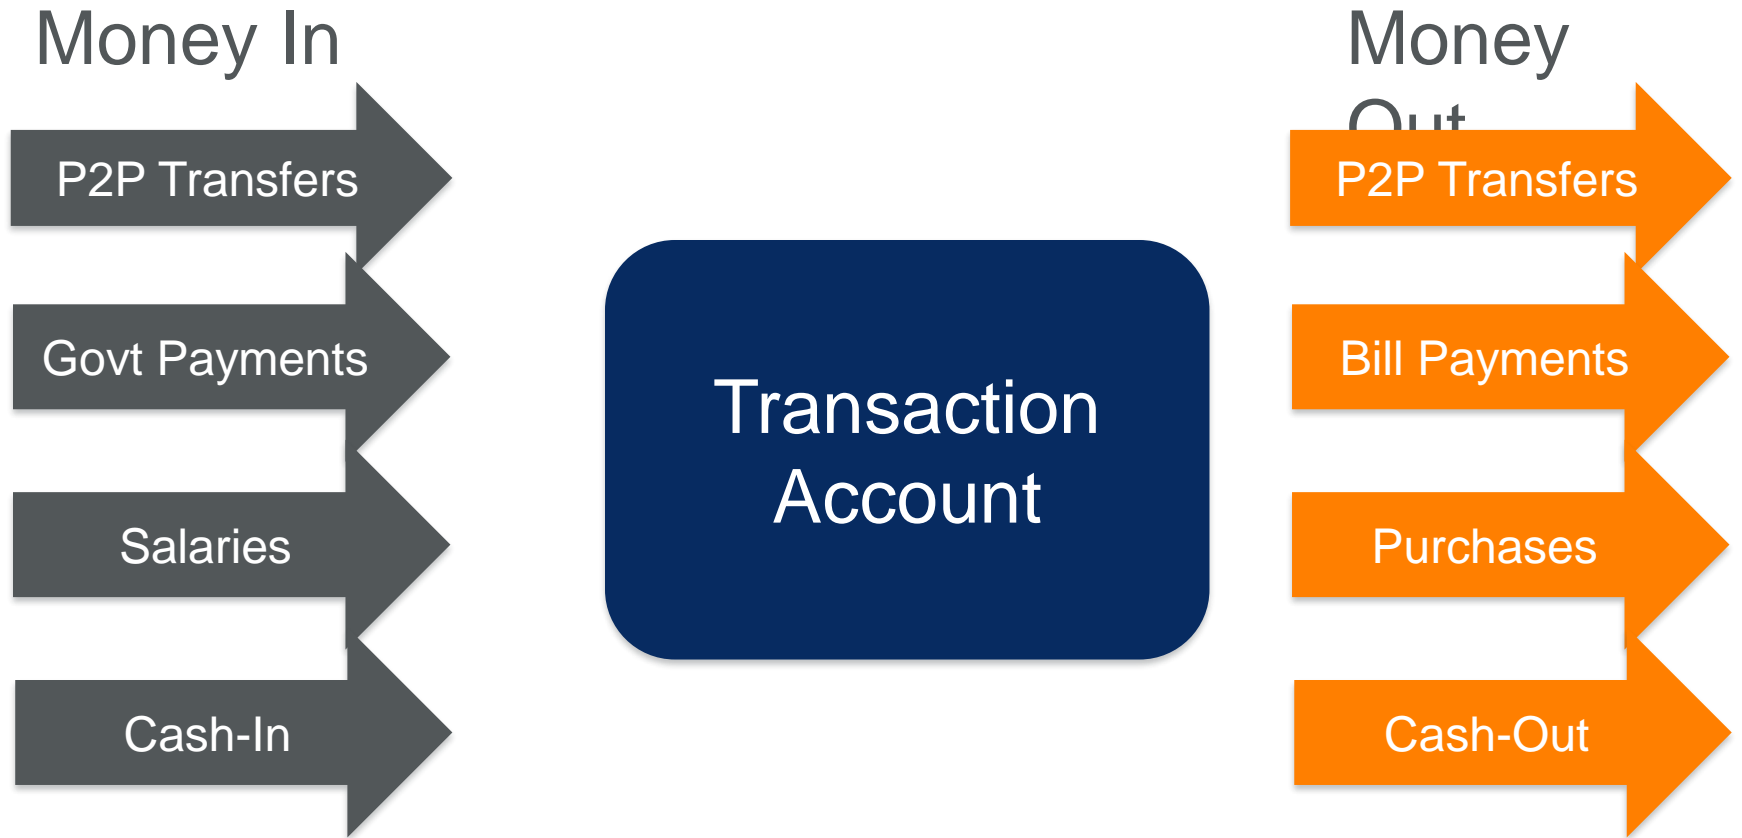 Money In
P2P Transfers
Govt Payments
Salaries
Cash-In
Transaction
Account
Money
Out
P2P Transfers
Bill Payments
Purchases
Cash-Out